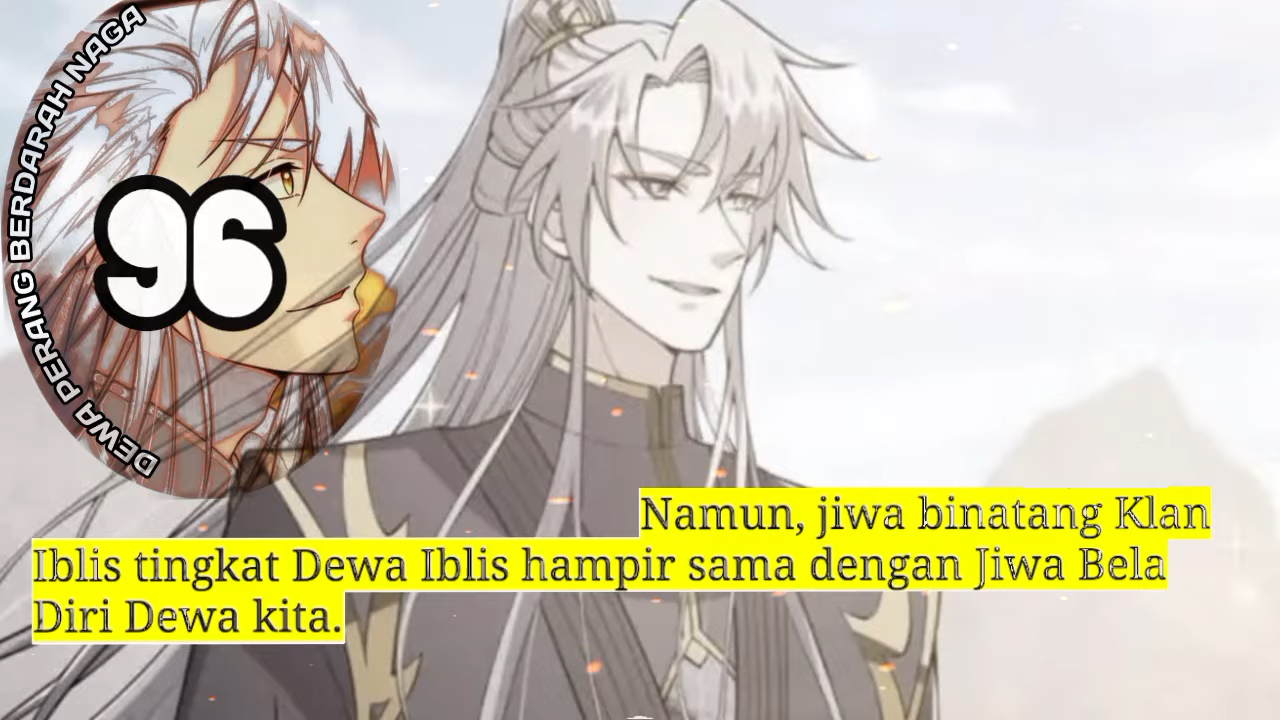 DEWA PERANG BERDARAH NAGA
96
Namun, jiwa binatang Klan
Iblis tingkat Dewa Iblis hampir sama dengan Jiwa Bela
Diri Dewa kita.